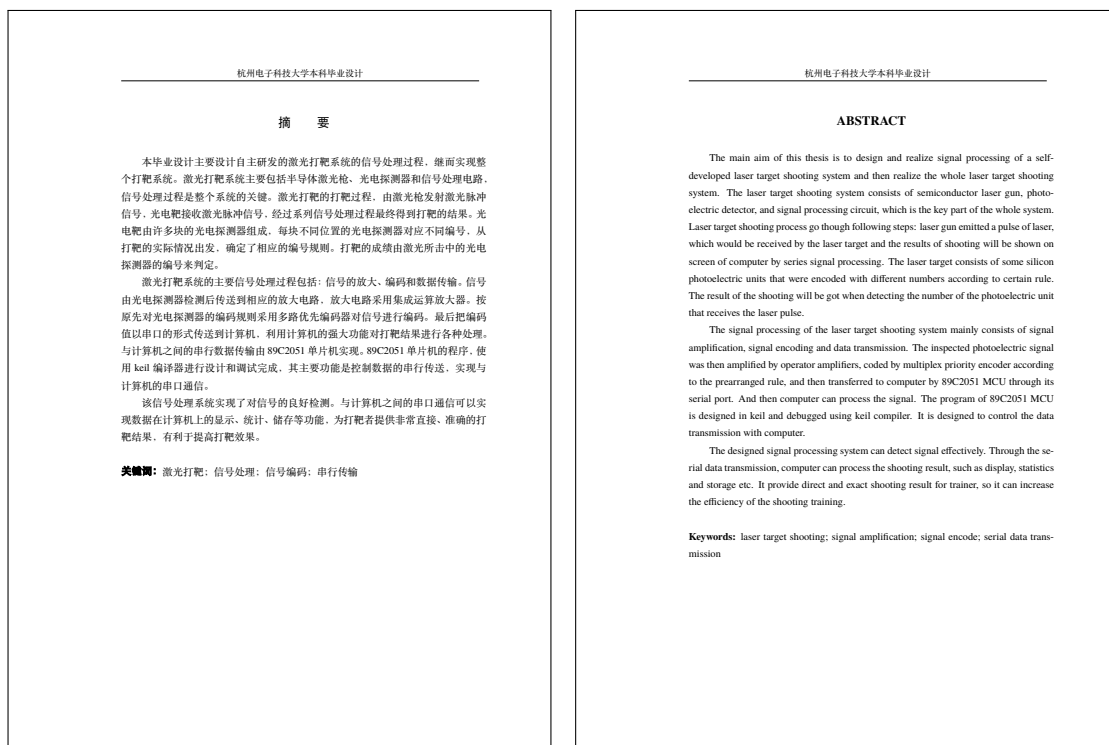 杭州电子科技大学本科毕业设计
摘 要
本毕业设计主要设计自主研发的激光打靶系统的信号处理过程，继而实现整
个打靶系统。激光打靶系统主要包括半导体激光枪、光电探测器和信号处理电路，
信号处理过程是整个系统的关键。激光打靶的打靶过程，由激光枪发射激光脉冲
信号，光电靶接收激光脉冲信号，经过系列信号处理过程最终得到打靶的结果。光
电靶由许多块的光电探测器组成，每块不同位置的光电探测器对应不同编号，从
打靶的实际情况出发，确定了相应的编号规则。打靶的成绩由激光所击中的光电
探测器的编号来判定。
激光打靶系统的主要信号处理过程包括：信号的放大、编码和数据传输。信号
由光电探测器检测后传送到相应的放大电路，放大电路采用集成运算放大器。按
原先对光电探测器的编码规则采用多路优先编码器对信号进行编码。最后把编码
值以串口的形式传送到计算机，利用计算机的强大功能对打靶结果进行各种处理。
与计算机之间的串行数据传输由 89C2051 单片机实现。89C2051 单片机的程序，使
用 keil 编译器进行设计和调试完成，其主要功能是控制数据的串行传送，实现与
计算机的串口通信。
该信号处理系统实现了对信号的良好检测。与计算机之间的串口通信可以实
现数据在计算机上的显示、统计、储存等功能，为打靶者提供非常直接、准确的打
靶结果，有利于提高打靶效果。
关键词：激光打靶；信号处理；信号编码；串行传输
杭州电子科技大学本科毕业设计
ABSTRACT
The main aim of this thesis is to design and realize signal processing of a self-
developed laser target shooting system and then realize the whole laser target shooting
system. The laser target shooting system consists of semiconductor laser gun, photo-
electric detector, and signal processing circuit, which is the key part of the whole system.
Laser target shooting process go though following steps: laser gun emitted a pulse of laser,
which would be received by the laser target and the results of shooting will be shown on
screen of computer by series signal processing. The laser target consists of some silicon
photoelectric units that were encoded with different numbers according to certain rule.
The result of the shooting will be got when detecting the number of the photoelectric unit
that receives the laser pulse.
The signal processing of the laser target shooting system mainly consists of signal
amplification, signal encoding and data transmission. The inspected photoelectric signal
was then amplified by operator amplifiers, coded by multiplex priority encoder according
to the prearranged rule, and then transferred to computer by 89C2051 MCU through its
serial port. And then computer can process the signal. The program of 89C2051 MCU
is designed in keil and debugged using keil compiler. It is designed to control the data
transmission with computer.
The designed signal processing system can detect signal effectively. Through the se-
rial data transmission, computer can process the shooting result, such as display, statistics
and storage etc. It provide direct and exact shooting result for trainer, so it can increase
the efficiency of the shooting training.
Keywords: laser target shooting; signal amplification; signal encode; serial data trans-
mission